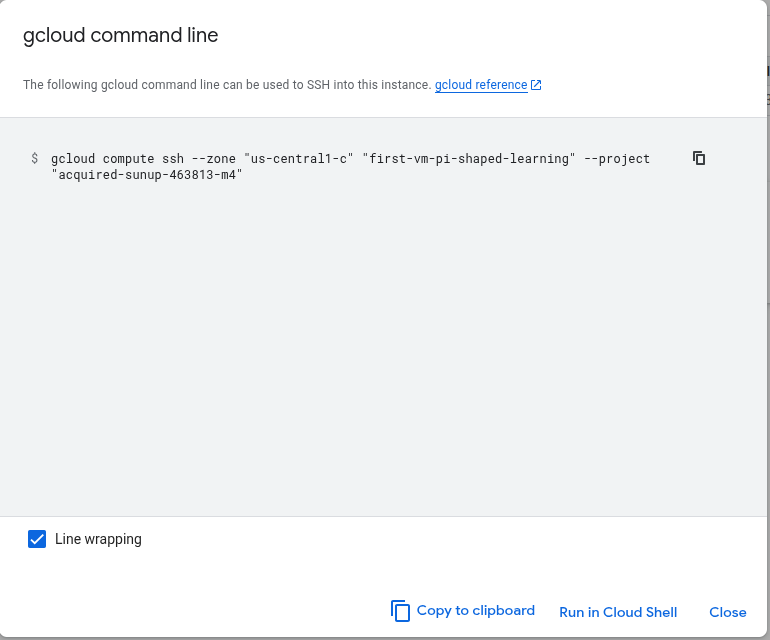 gcloud command line
The following gcloud command line can be used to SSH into this instance. gcloud reference
$ gcloud compute ssh --zone "us-central1-c" "first-vm-pi-shaped-learning" --project
"acquired-sunup-463813-m4"
Line wrapping
Copy to clipboard Run in Cloud Shell Close